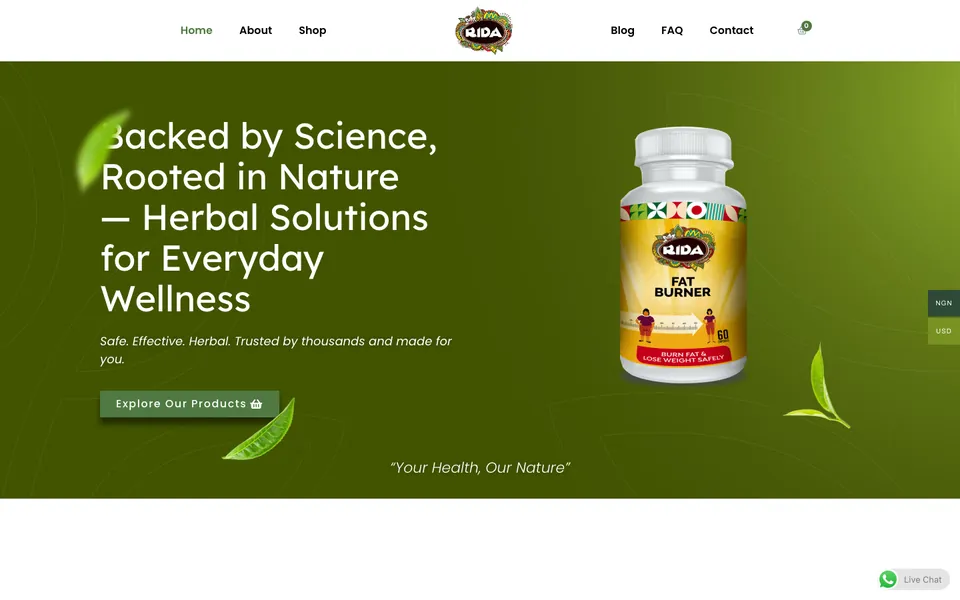 Home
About
Shop
RIDA
Blog
FAQ
Contact
0
Backed by Science,
Rooted in Nature
— Herbal Solutions
for Everyday
Wellness
Safe. Effective. Herbal. Trusted by thousands and made for
you.
Explore Our Products
RIDA
FAT
BURNER
60
BURN FAT &
LOSE WEIGHT SAFELY
NGN
USD
“Your Health, Our Nature”
Live Chat